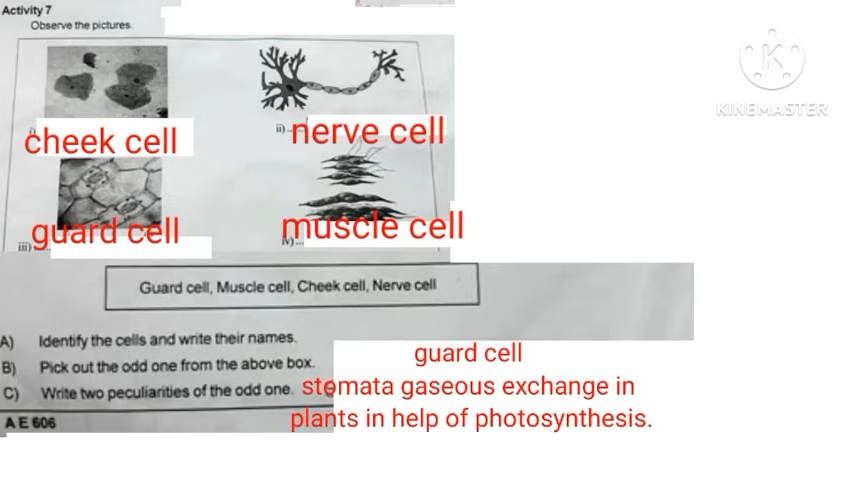 Activity 7
Observe the pictures.
cheek cell
ii) nerve cell
guard cell
iii)
muscle cell
iv)...
Guard cell, Muscle cell, Cheek cell, Nerve cell
A) Identify the cells and write their names.
B) Pick out the odd one from the above box.
guard cell
C) Write two peculiarities of the odd one.
stomata gaseous exchange in
plants in help of photosynthesis.
A E 606
K
KINEMASTER